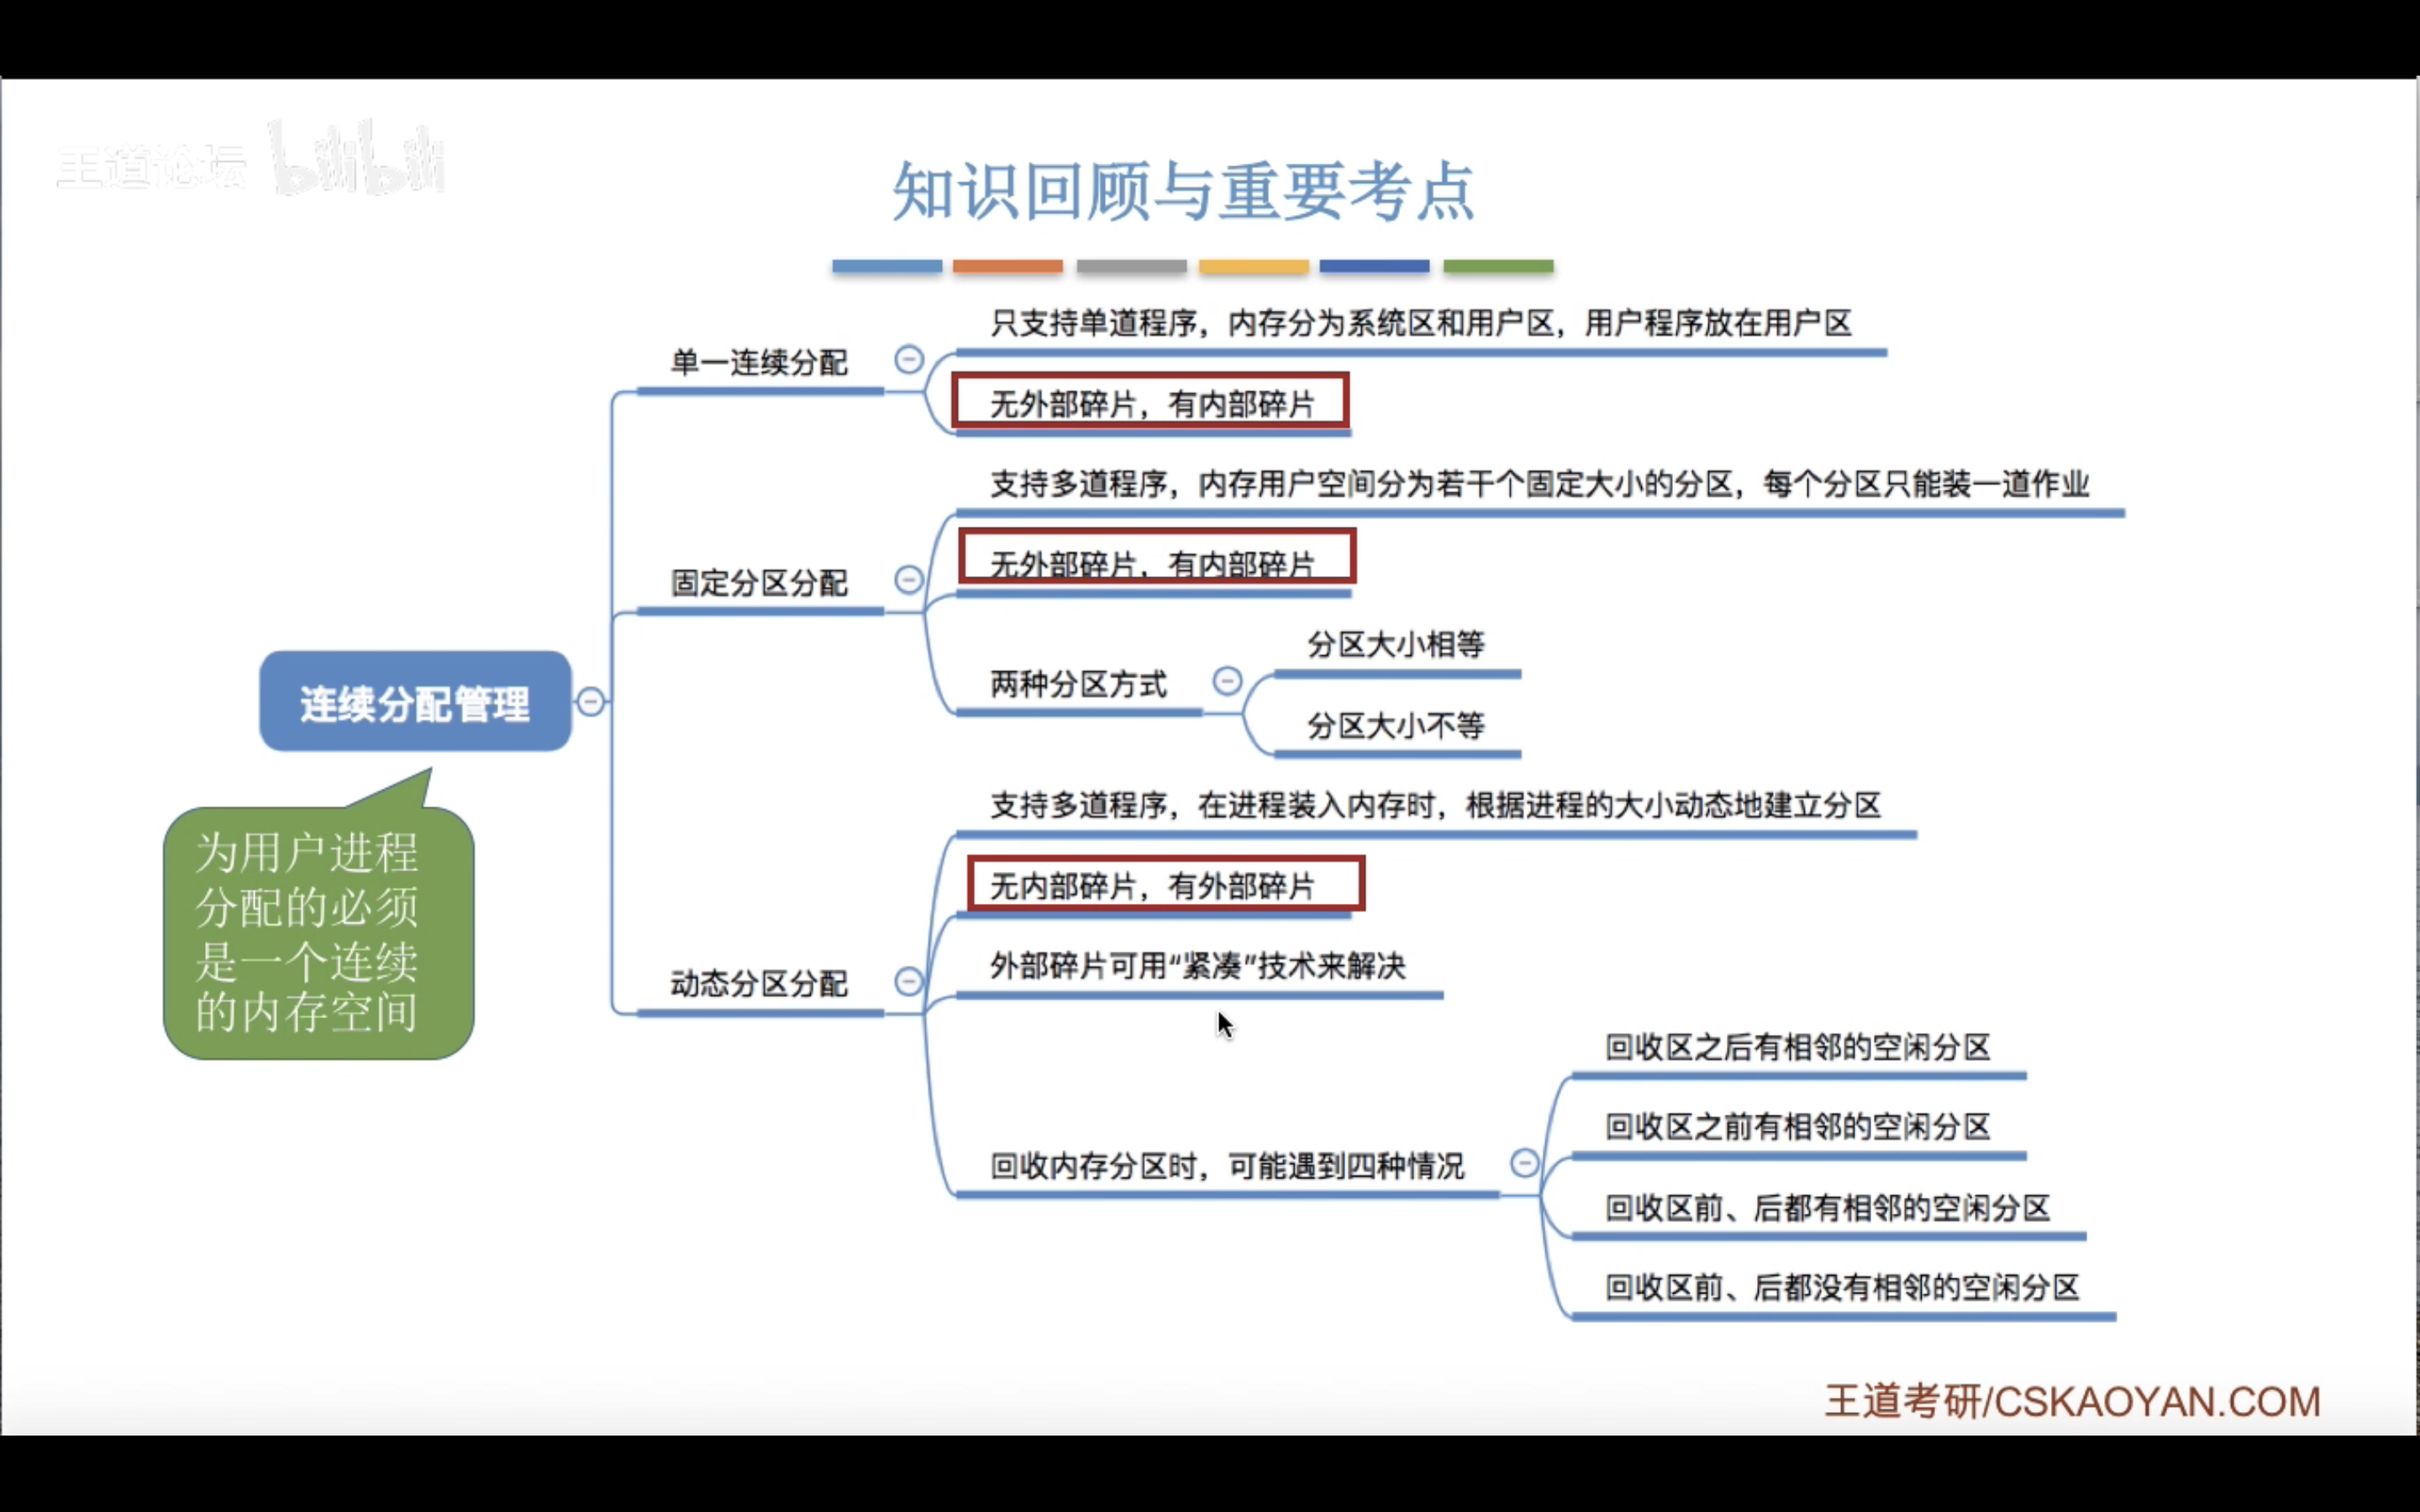 王道论坛 bilibili
知识回顾与重要考点
只支持单道程序，内存分为系统区和用户区，用户程序放在用户区
单一连续分配
无外部碎片，有内部碎片
支持多道程序，内存用户空间分为若干个固定大小的分区，每个分区只能装一道作业
无外部碎片，有内部碎片
固定分区分配
分区大小相等
两种分区方式
分区大小不等
连续分配管理
为用户进程
分配的必须
是一个连续
的内存空间
支持多道程序，在进程装入内存时，根据进程的大小动态地建立分区
无内部碎片，有外部碎片
外部碎片可用“紧凑”技术来解决
动态分区分配
回收区之后有相邻的空闲分区
回收区之前有相邻的空闲分区
回收内存分区时，可能遇到四种情况
回收区前、后都有相邻的空闲分区
回收区前、后都没有相邻的空闲分区
王道考研/CSKAOYAN.COM